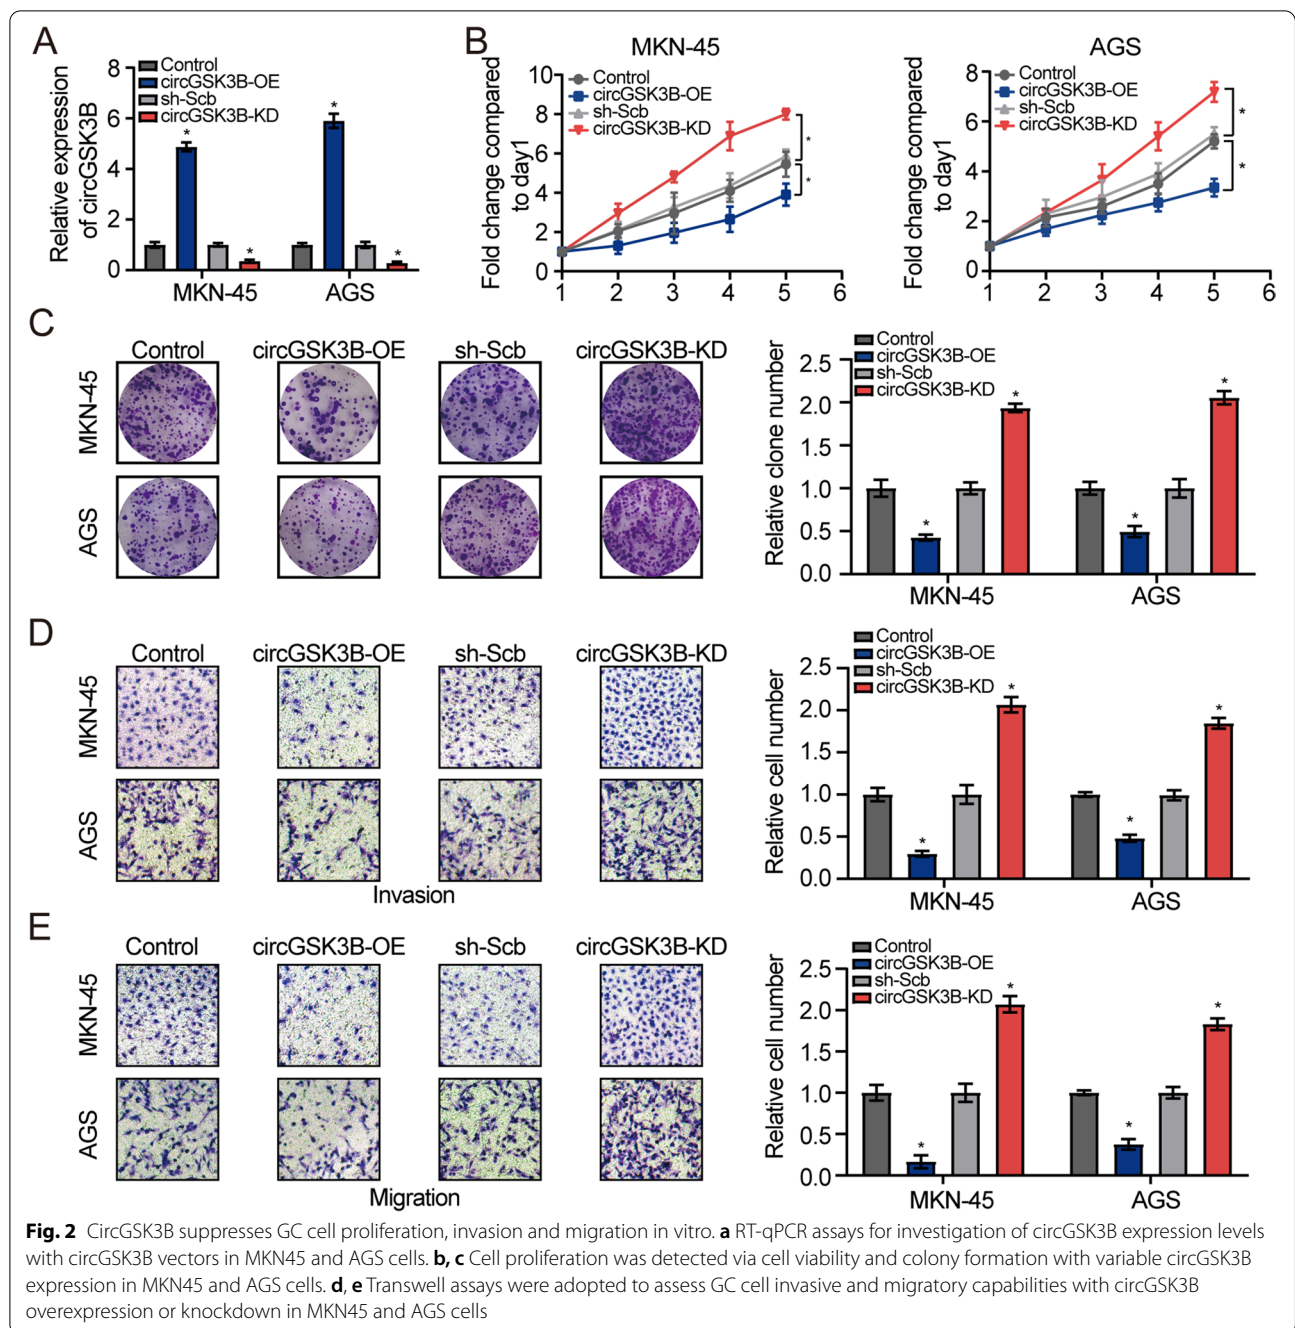 A
Relative expression
of circGSK3B
8
6
4
2
0
Control
circGSK3B-OE
sh-Scb
circGSK3B-KD
*
*
*
*
MKN-45
AGS
B
MKN-45
Fold change compared
to day1
10
8
6
4
2
0
Control
circGSK3B-OE
sh-Scb
circGSK3B-KD
*
*
1 2 3 4 5 6
AGS
Fold change compared
to day1
8
6
4
2
0
Control
circGSK3B-OE
sh-Scb
circGSK3B-KD
*
*
1 2 3 4 5 6
C
Control circGSK3B-OE sh-Scb circGSK3B-KD
MKN-45
AGS
Relative clone number
2.5
2.0
1.5
1.0
0.5
0.0
Control
circGSK3B-OE
sh-Scb
circGSK3B-KD
*
*
*
*
MKN-45
AGS
D
Control circGSK3B-OE sh-Scb circGSK3B-KD
MKN-45
AGS
Invasion
Relative cell number
2.5
2.0
1.5
1.0
0.5
0.0
Control
circGSK3B-OE
sh-Scb
circGSK3B-KD
*
*
*
*
MKN-45
AGS
E
Control circGSK3B-OE sh-Scb circGSK3B-KD
MKN-45
AGS
Migration
Relative cell number
2.5
2.0
1.5
1.0
0.5
0.0
Control
circGSK3B-OE
sh-Scb
circGSK3B-KD
*
*
*
*
MKN-45
AGS
Fig. 2 CircGSK3B suppresses GC cell proliferation, invasion and migration in vitro. a RT-qPCR assays for investigation of circGSK3B expression levels
with circGSK3B vectors in MKN45 and AGS cells. b, c Cell proliferation was detected via cell viability and colony formation with variable circGSK3B
expression in MKN45 and AGS cells. d, e Transwell assays were adopted to assess GC cell invasive and migratory capabilities with circGSK3B
overexpression or knockdown in MKN45 and AGS cells